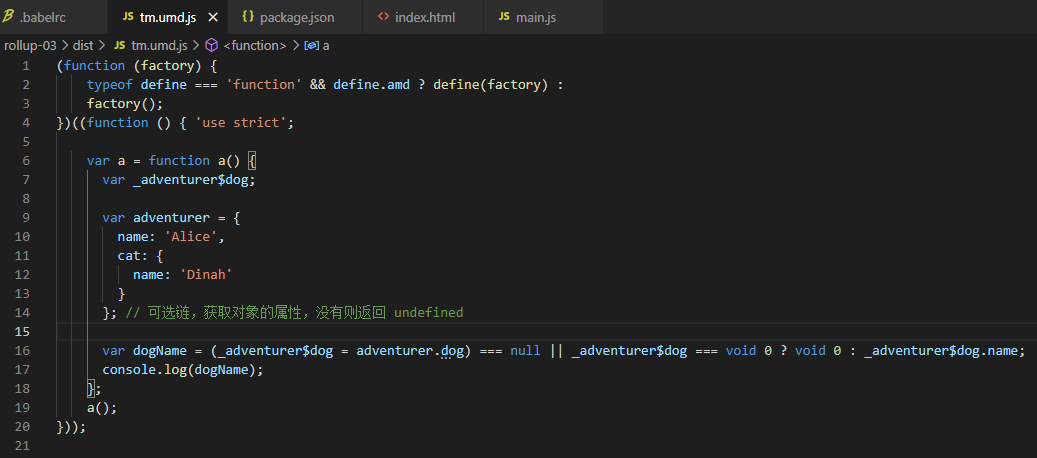 .babelrc JS tm.umd.js {} package.json <> index.html JS main.js
rollup-03 > dist > JS tm.umd.js > <function> > a
1 (function (factory) {
2     typeof define === 'function' && define.amd ? define(factory) :
3     factory();
4 })((function () { 'use strict';
5
6     var a = function a() {
7       var _adventurer$dog;
8
9       var adventurer = {
10         name: 'Alice',
11         cat: {
12           name: 'Dinah'
13         }
14       }; // 可选链，获取对象的属性，没有则返回 undefined
15
16       var dogName = (_adventurer$dog = adventurer.dog) === null || _adventurer$dog === void 0 ? void 0 : _adventurer$dog.name;
17       console.log(dogName);
18     };
19     a();
20 }));
21